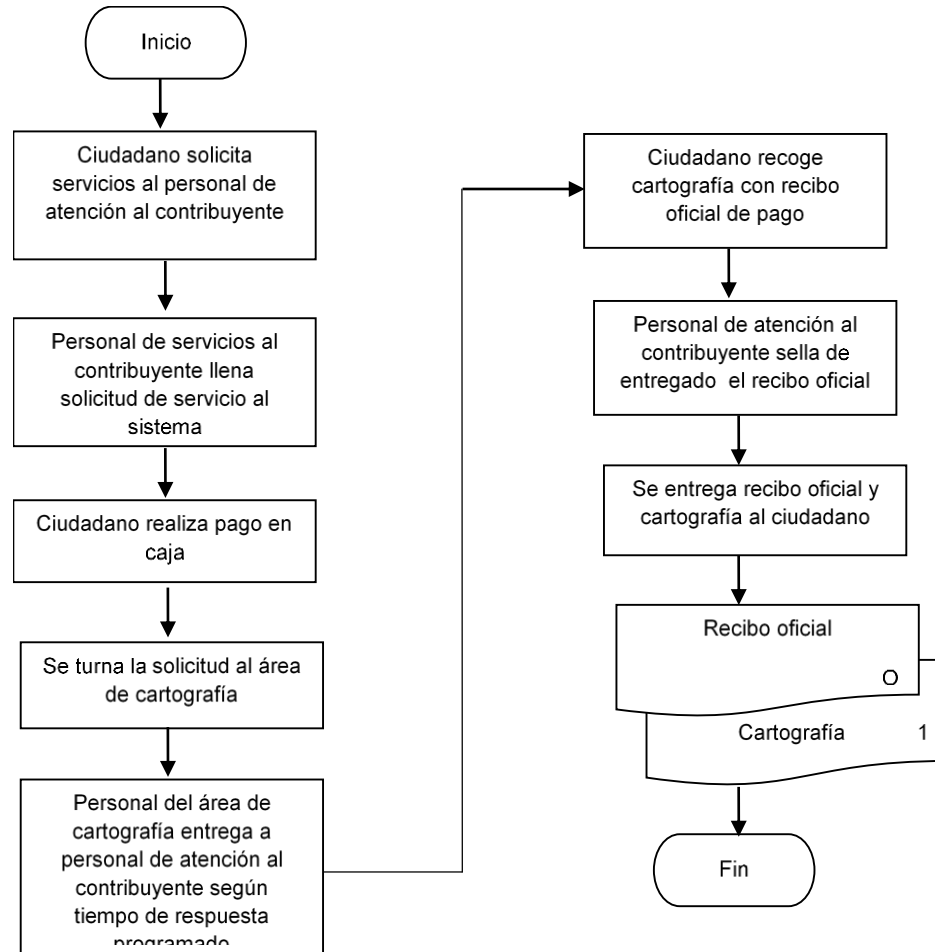 Inicio
Ciudadano solicita
servicios al personal de
atención al contribuyente
Personal de servicios al
contribuyente llena
solicitud de servicio al
sistema
Ciudadano realiza pago en
caja
Se turna la solicitud al área
de cartografía
Personal del área de
cartografía entrega a
personal de atención al
contribuyente según
tiempo de respuesta
programado
Ciudadano recoge
cartografía con recibo
oficial de pago
Personal de atención al
contribuyente sella de
entregado el recibo oficial
Se entrega recibo oficial y
cartografía al ciudadano
Recibo oficial
O
Cartografía 1
Fin